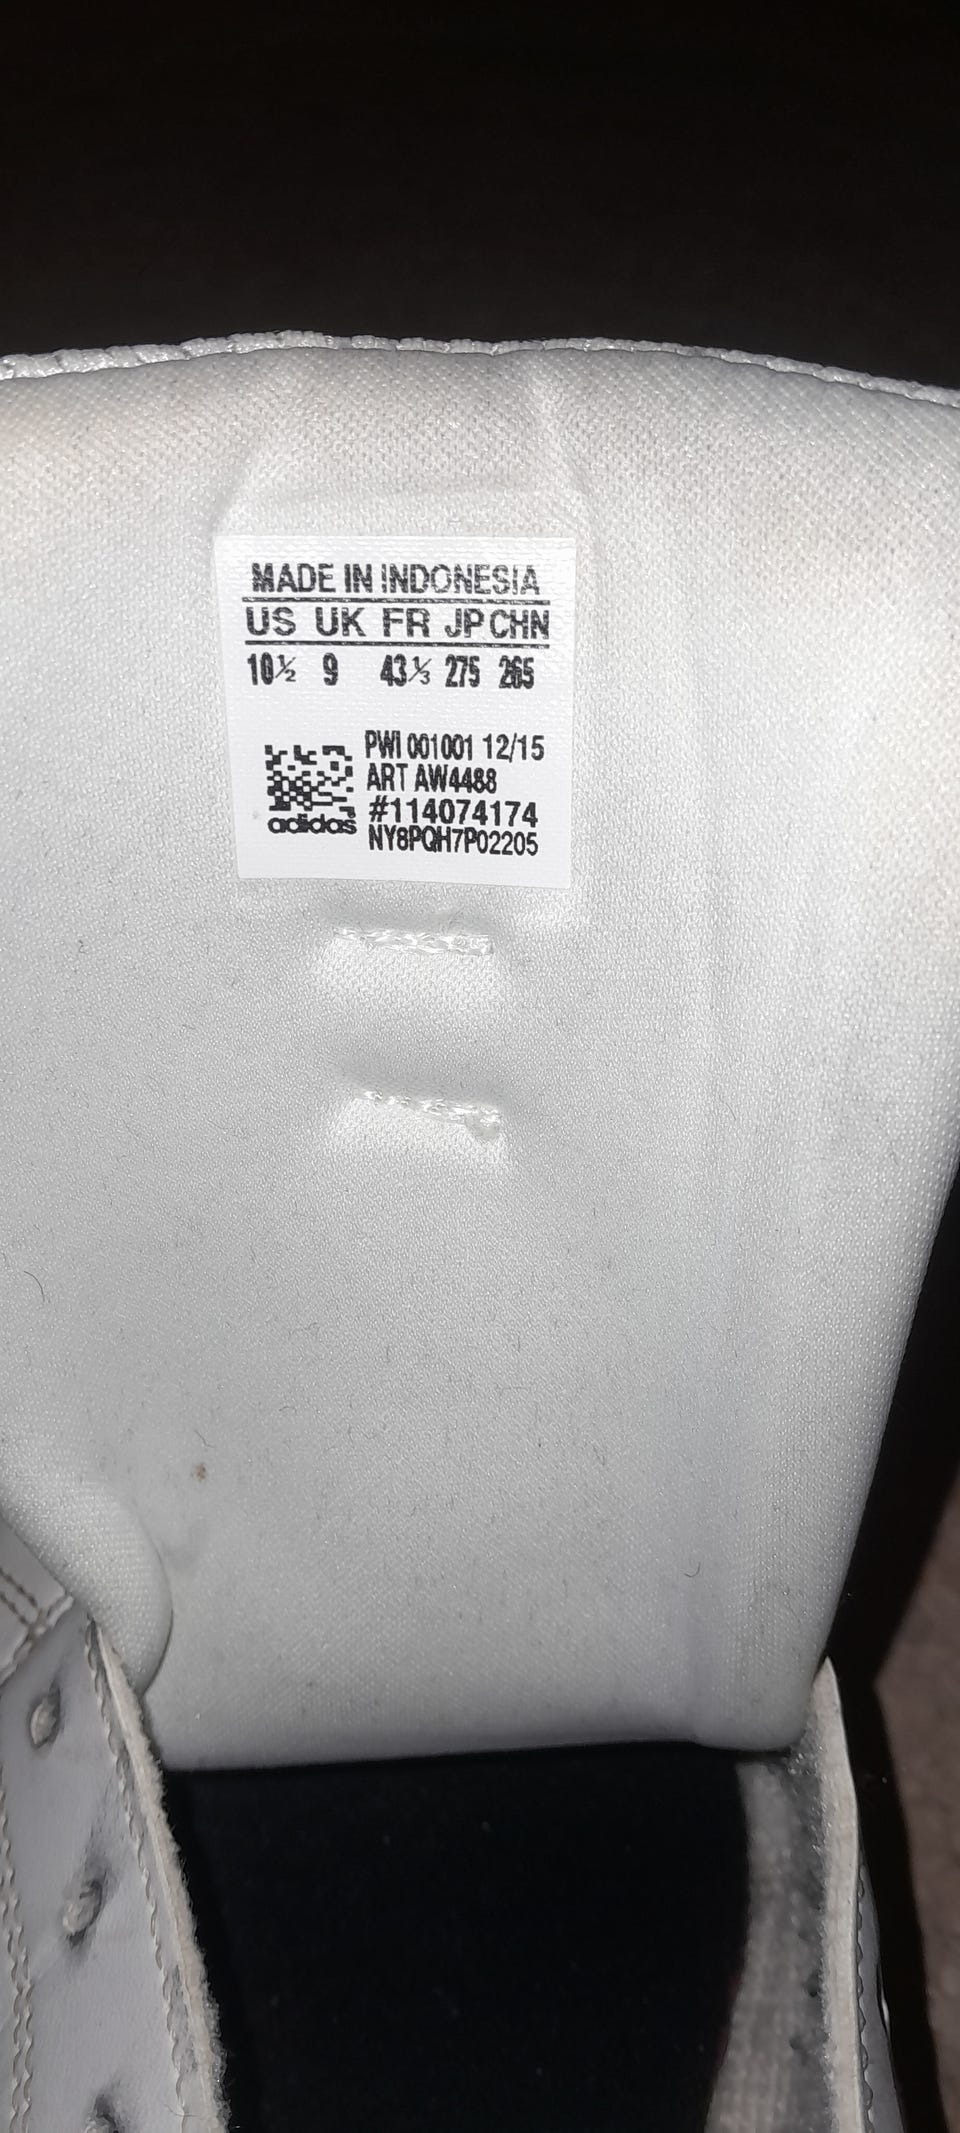 MADE IN INDONESIA
US UK FR JP CHN
10½ 9 43⅓ 275 265
PWI 001001 12/15
ART AW4488
#114074174
adidas
NY8PQH7P02205